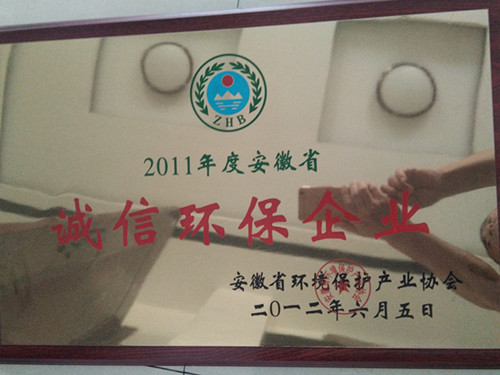 ZHB
2011年度安徽省
诚信环保企业
安徽省环境保护产业协会
二0一二年六月五日